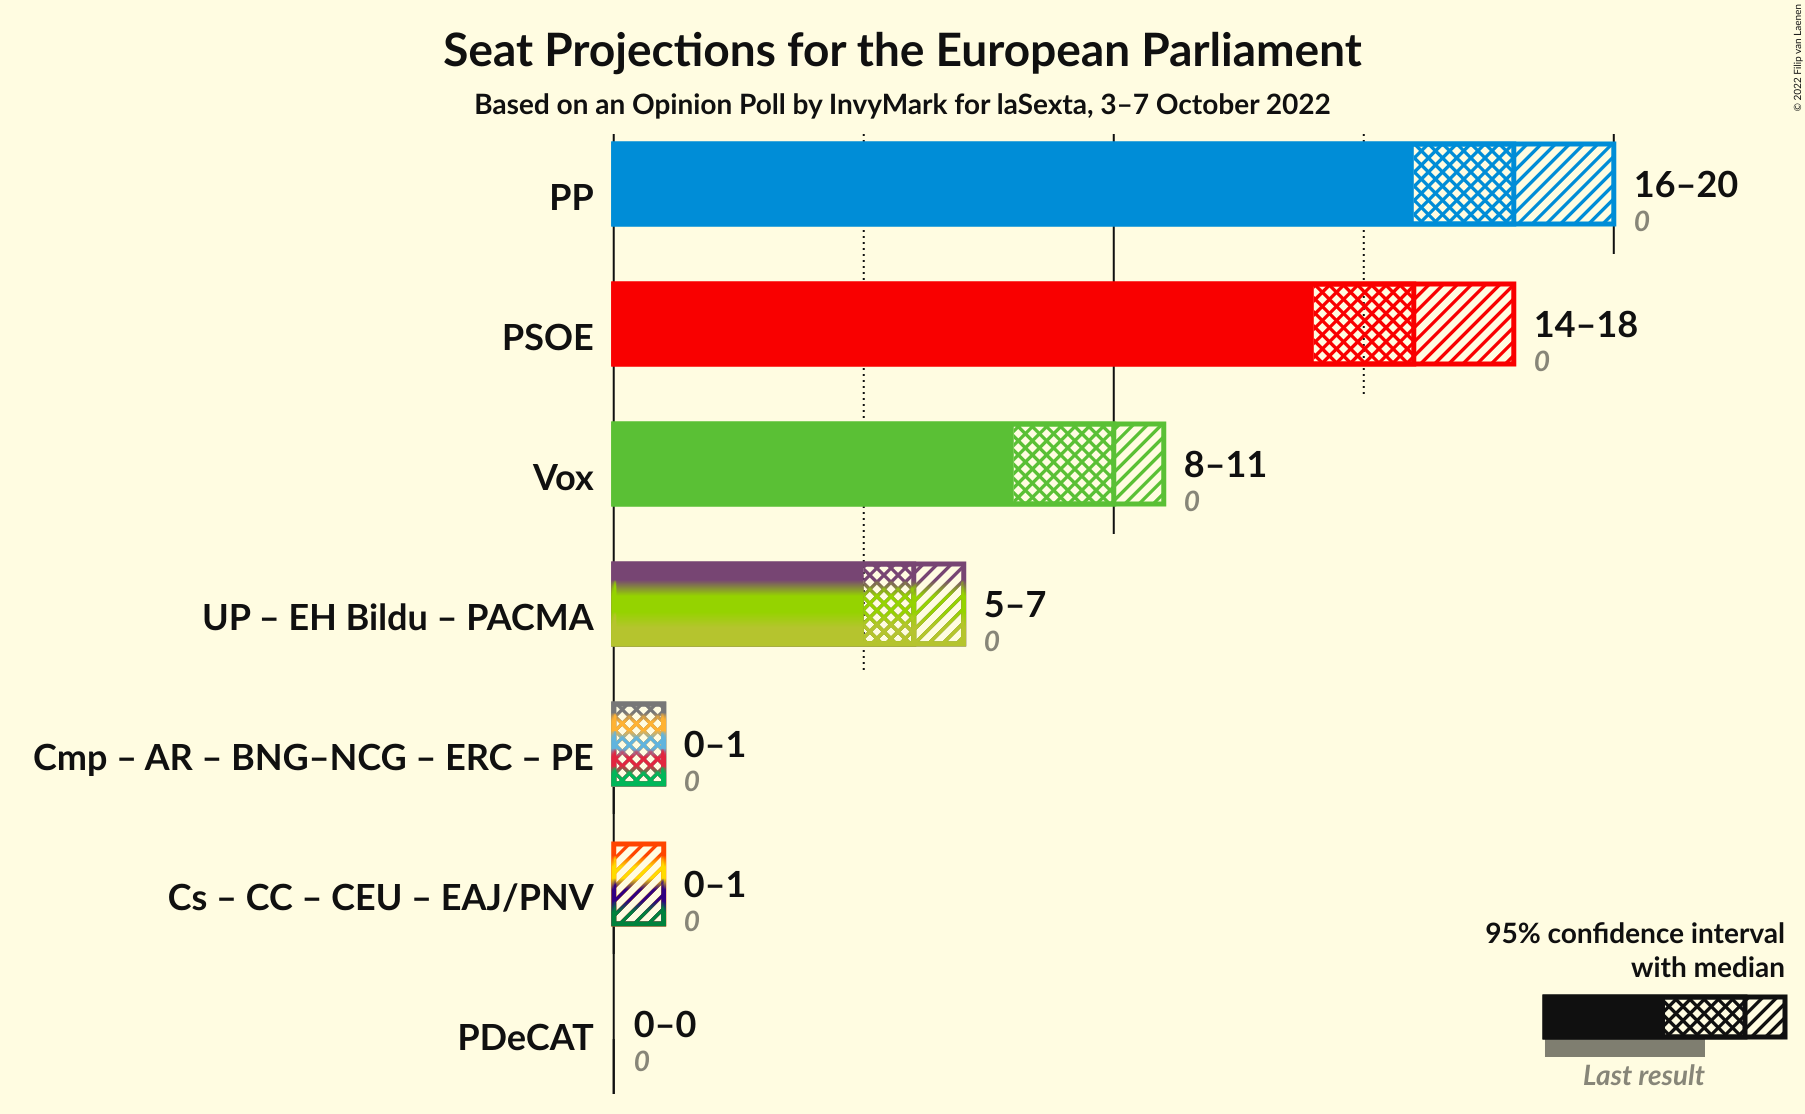 Seat Projections for the European Parliament
Based on an Opinion Poll by InvyMark for laSexta, 3–7 October 2022
© 2022 Filip van Laenen
PP
16–20
0
PSOE
14–18
0
Vox
8–11
0
UP – EH Bildu – PACMA
5–7
0
Cmp – AR – BNG–NCG – ERC – PE
0–1
0
Cs – CC – CEU – EAJ/PNV
0–1
0
PDeCAT
0–0
0
95% confidence interval
with median
Last result